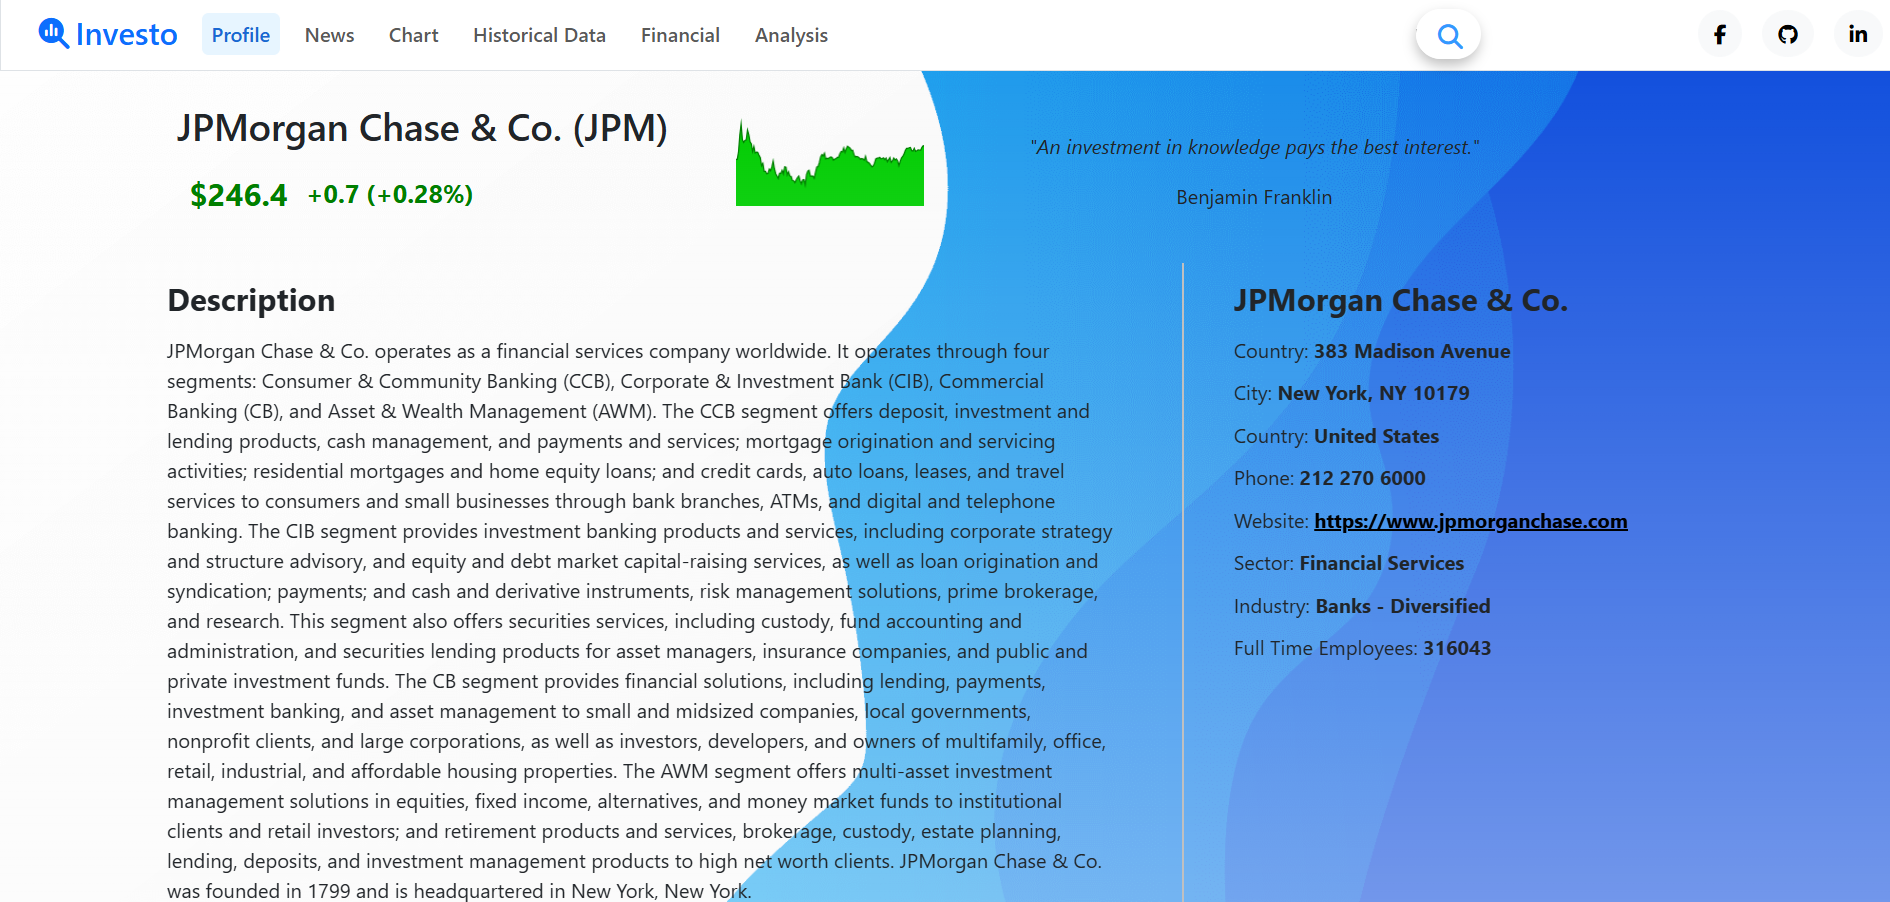 Investo
Profile
News
Chart
Historical Data
Financial
Analysis
JPMorgan Chase & Co. (JPM)
$246.4 +0.7 (+0.28%)
"An investment in knowledge pays the best interest."
Benjamin Franklin
Description
JPMorgan Chase & Co. operates as a financial services company worldwide. It operates through four
segments: Consumer & Community Banking (CCB), Corporate & Investment Bank (CIB), Commercial
Banking (CB), and Asset & Wealth Management (AWM). The CCB segment offers deposit, investment and
lending products, cash management, and payments and services; mortgage origination and servicing
activities; residential mortgages and home equity loans; and credit cards, auto loans, leases, and travel
services to consumers and small businesses through bank branches, ATMs, and digital and telephone
banking. The CIB segment provides investment banking products and services, including corporate strategy
and structure advisory, and equity and debt market capital-raising services, as well as loan origination and
syndication; payments; and cash and derivative instruments, risk management solutions, prime brokerage,
and research. This segment also offers securities services, including custody, fund accounting and
administration, and securities lending products for asset managers, insurance companies, and public and
private investment funds. The CB segment provides financial solutions, including lending, payments,
investment banking, and asset management to small and midsized companies, local governments,
nonprofit clients, and large corporations, as well as investors, developers, and owners of multifamily, office,
retail, industrial, and affordable housing properties. The AWM segment offers multi-asset investment
management solutions in equities, fixed income, alternatives, and money market funds to institutional
clients and retail investors; and retirement products and services, brokerage, custody, estate planning,
lending, deposits, and investment management products to high net worth clients. JPMorgan Chase & Co.
was founded in 1799 and is headquartered in New York, New York.
JPMorgan Chase & Co.
Country: 383 Madison Avenue
City: New York, NY 10179
Country: United States
Phone: 212 270 6000
Website: https://www.jpmorganchase.com
Sector: Financial Services
Industry: Banks - Diversified
Full Time Employees: 316043